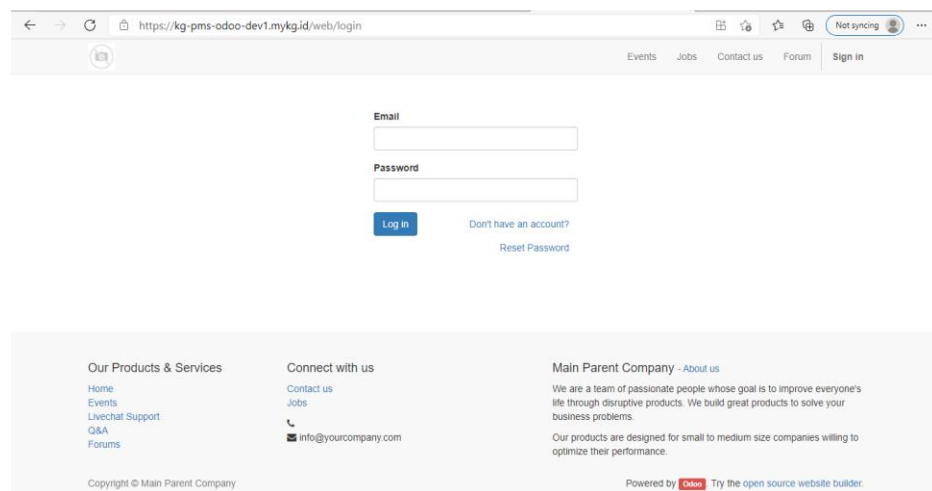 https://kg-pms-odoo-dev1.mykg.id/web/login
Not syncing
Events Jobs Contact us Forum Sign in
Email
Password
Log in Don't have an account?
Reset Password
Our Products & Services
Home
Events
Livechat Support
Q&A
Forums
Connect with us
Contact us
Jobs
info@yourcompany.com
Main Parent Company - About us
We are a team of passionate people whose goal is to improve everyone's
life through disruptive products. We build great products to solve your
business problems.
Our products are designed for small to medium size companies willing to
optimize their performance.
Copyright © Main Parent Company
Powered by Odoo. Try the open source website builder.